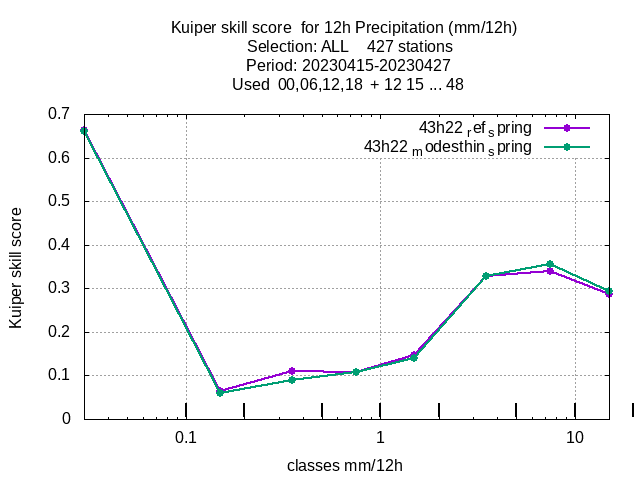 Kuiper skill score  for 12h Precipitation (mm/12h)
Selection: ALL    427 stations
Period: 20230415-20230427
Used  00,06,12,18  + 12 15 ... 48
43h22 ref spring
43h22 modesthin spring
0.7
0.6
0.5
0.4
0.3
0.2
0.1
0
Kuiper skill score
0.1 1 10
classes mm/12h